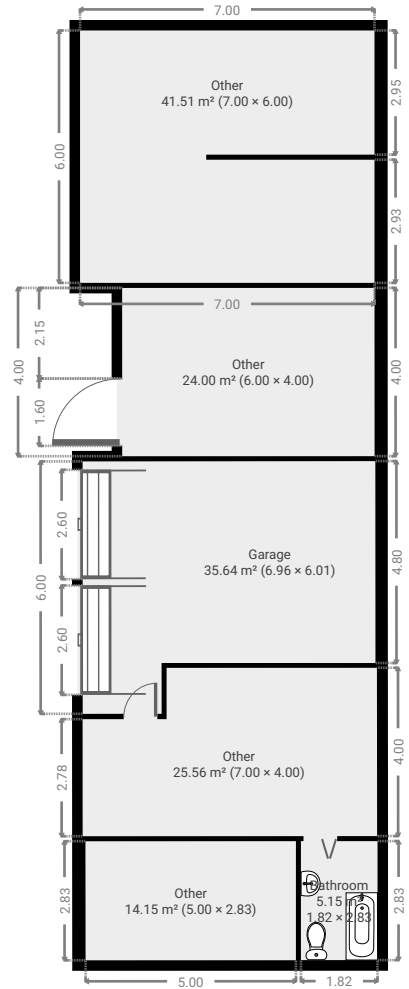 7.00
Other
41.51 m² (7.00 × 6.00)
2.95
6.00
2.93
7.00
2.15
4.00
1.60
Other
24.00 m² (6.00 × 4.00)
4.00
2.60
6.00
2.60
Garage
35.64 m² (6.96 × 6.01)
4.80
Other
25.56 m² (7.00 × 4.00)
4.00
2.78
2.83
Other
14.15 m² (5.00 × 2.83)
Bathroom
5.15 m²
1.82 × 2.83
2.83
5.00
1.82